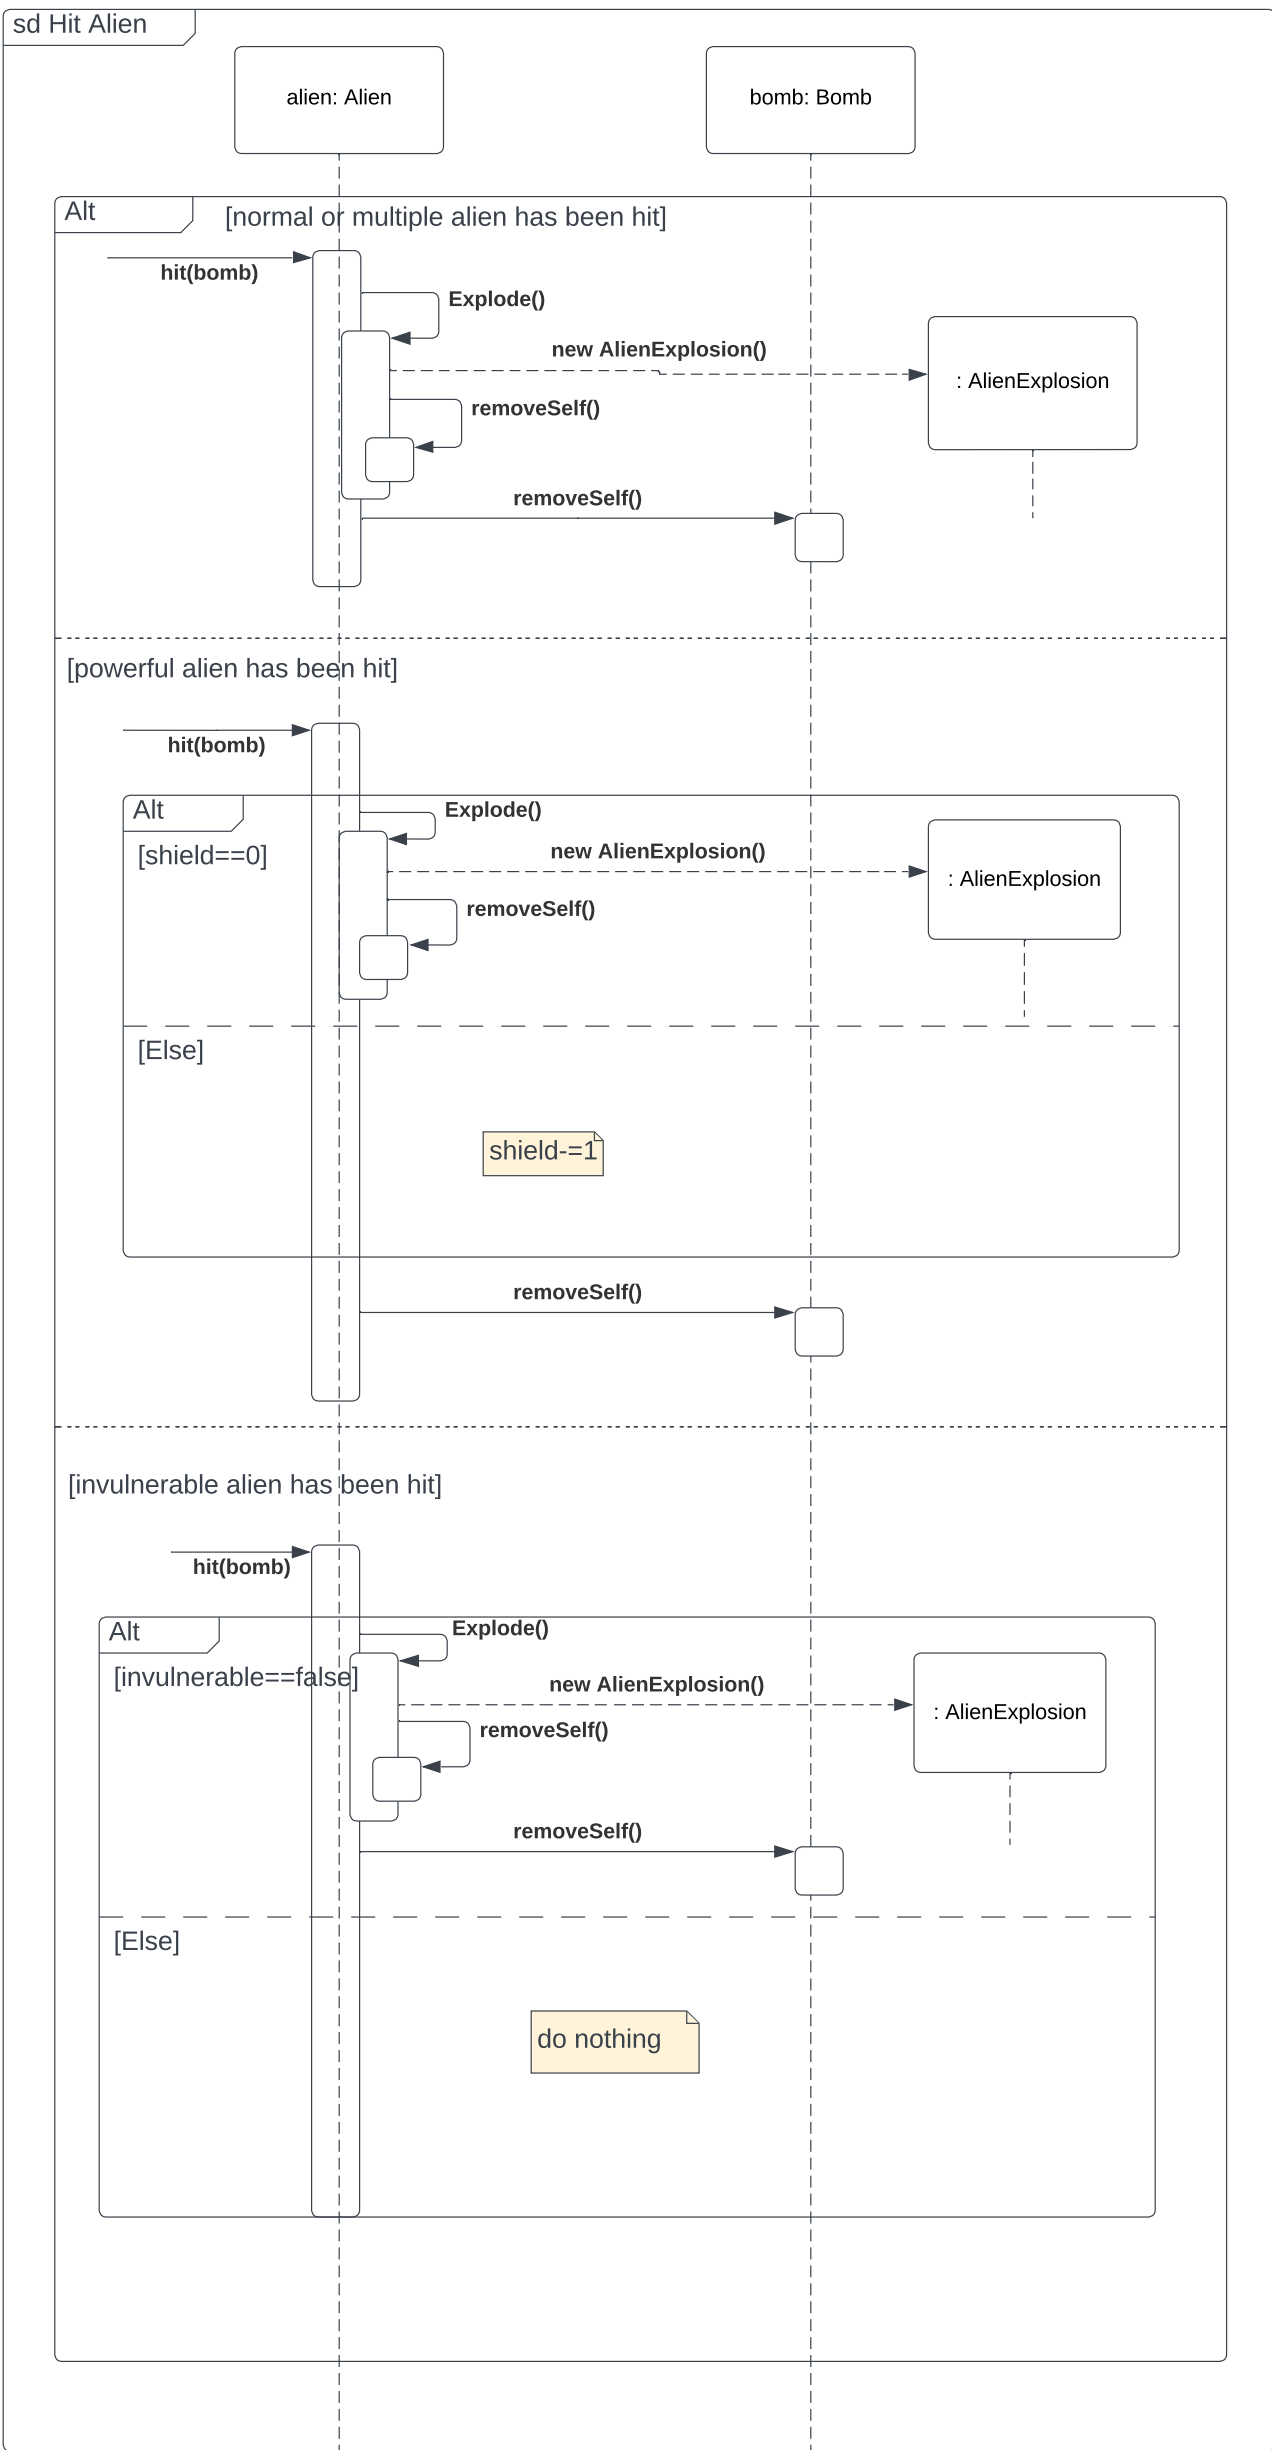 sd Hit Alien
alien: Alien
bomb: Bomb
Alt
[normal or multiple alien has been hit]
hit(bomb)
Explode()
new AlienExplosion()
: AlienExplosion
removeSelf()
removeSelf()
[powerful alien has been hit]
hit(bomb)
Alt
Explode()
[shield==0]
new AlienExplosion()
: AlienExplosion
removeSelf()
[Else]
shield-=1
removeSelf()
[invulnerable alien has been hit]
hit(bomb)
Alt
Explode()
[invulnerable==false]
new AlienExplosion()
: AlienExplosion
removeSelf()
removeSelf()
[Else]
do nothing